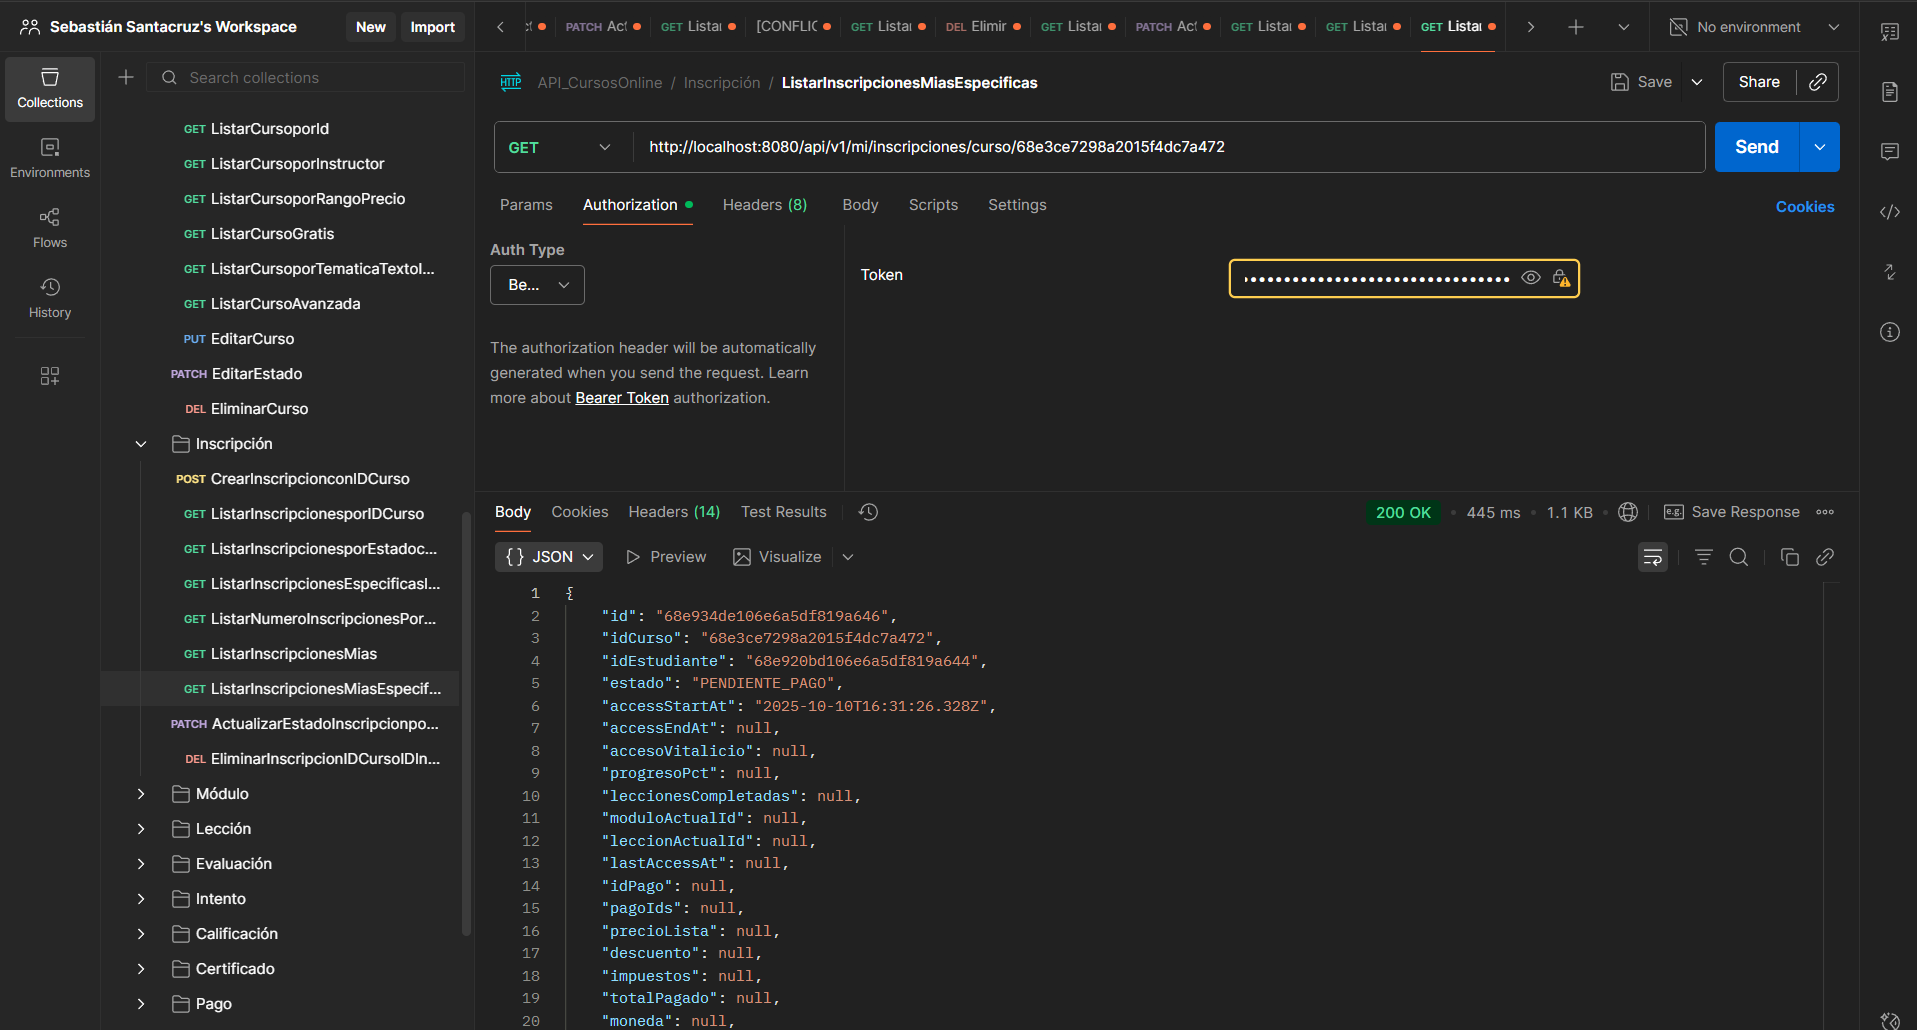 Sebastián Santacruz's Workspace
New
Import
PATCH Act
GET Listar
[CONFLIC
GET Listar
DEL Elimir
GET Listar
PATCH Act
GET Listar
GET Listar
GET Listar
No environment
Collections
Environments
Flows
History
Search collections
GET ListarCursoporId
GET ListarCursoporInstructor
GET ListarCursoporRangoPrecio
GET ListarCursoGratis
GET ListarCursoporTematicaTextol...
GET ListarCursoAvanzada
PUT EditarCurso
PATCH EditarEstado
DEL EliminarCurso
Inscripción
POST CrearInscripcionconIDCurso
GET ListarInscripcionesporIDCurso
GET ListarInscripcionesporEstadoc...
GET ListarInscripcionesEspecificasI...
GET ListarNumeroInscripcionesPor...
GET ListarInscripcionesMias
GET ListarInscripcionesMiasEspecif...
PATCH ActualizarEstadoInscripcionpo...
DEL EliminarInscripcionIDCursoIDIn...
Módulo
Lección
Evaluación
Intento
Calificación
Certificado
Pago
HTTP API_CursosOnline / Inscripción / ListarInscripcionesMiasEspecificas
Save
Share
GET
http://localhost:8080/api/v1/mi/inscripciones/curso/68e3ce7298a2015f4dc7a472
Send
Params
Authorization
Headers (8)
Body
Scripts
Settings
Cookies
Auth Type
Be...
The authorization header will be automatically
generated when you send the request. Learn
more about Bearer Token authorization.
Token
Body
Cookies
Headers (14)
Test Results
200 OK
445 ms
1.1 KB
e.g. Save Response
{} JSON
Preview
Visualize
1 {
2 "id": "68e934de106e6a5df819a646",
3 "idCurso": "68e3ce7298a2015f4dc7a472",
4 "idEstudiante": "68e920bd106e6a5df819a644",
5 "estado": "PENDIENTE_PAGO",
6 "accessStartAt": "2025-10-10T16:31:26.328Z",
7 "accessEndAt": null,
8 "accesoVitalicio": null,
9 "progresoPct": null,
10 "leccionesCompletadas": null,
11 "moduloActualId": null,
12 "leccionActualId": null,
13 "lastAccessAt": null,
14 "idPago": null,
15 "pagoIds": null,
16 "precioLista": null,
17 "descuento": null,
18 "impuestos": null,
19 "totalPagado": null,
20 "moneda": null,